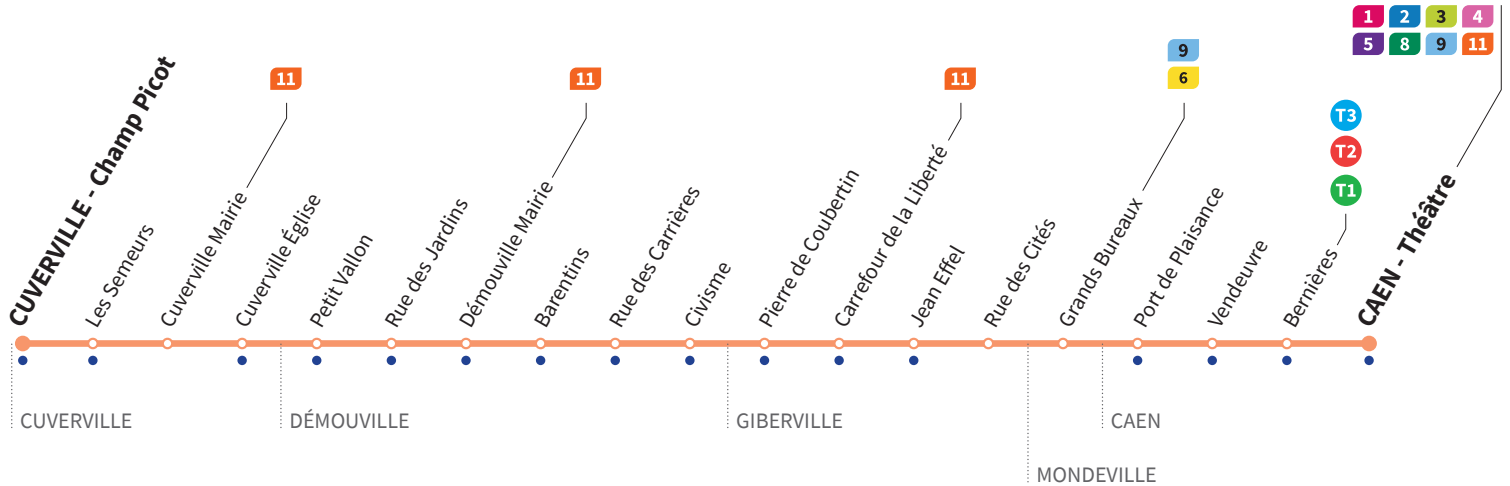 1 2 3 4
5 8 9 11
9
6
11
11
11
T3
T2
T1
CUVERVILLE - Champ Picot
Les Semeurs
Cuverville Mairie
Cuverville Église
Petit Vallon
Rue des Jardins
Démouville Mairie
Barentins
Rue des Carrières
Civisme
Pierre de Coubertin
Carrefour de la Liberté
Jean Effel
Rue des Cités
Grands Bureaux
Port de Plaisance
Vendeuvre
Bernières
CAEN - Théâtre
CUVERVILLE
DÉMOUVILLE
GIBERVILLE
CAEN
MONDEVILLE